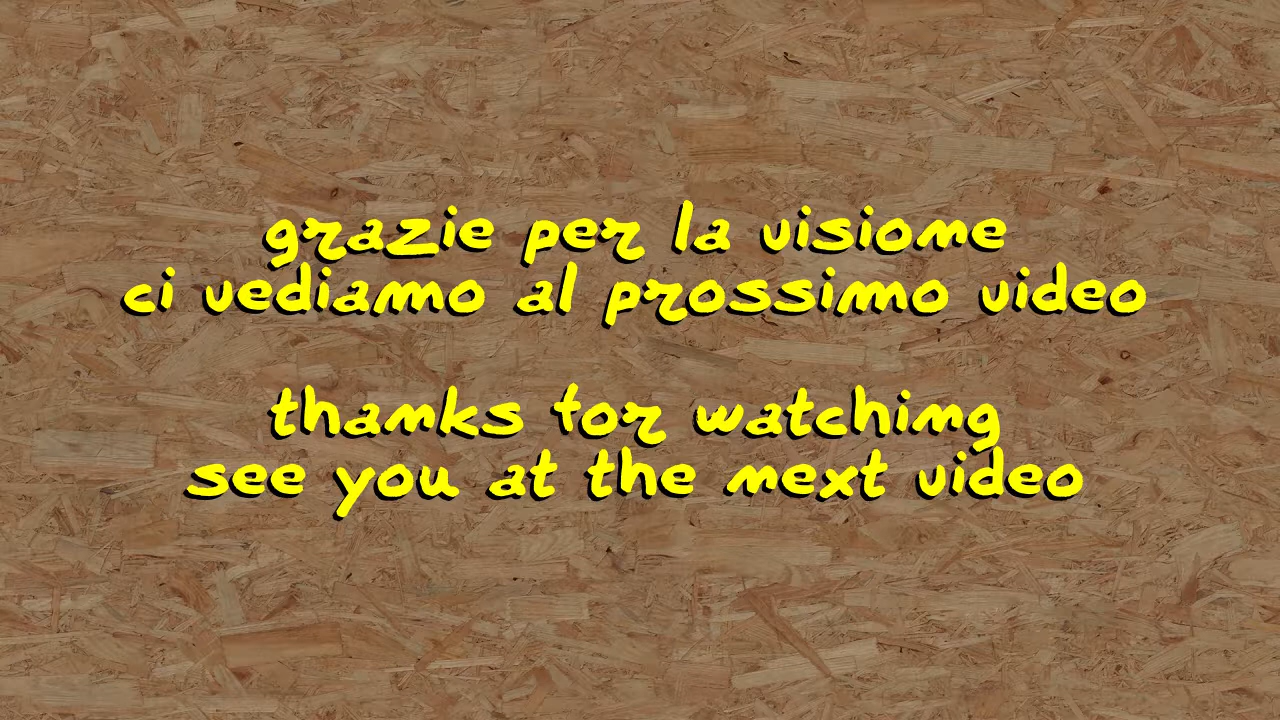 grazie per la visione
ci vediamo al prossimo video
thanks for watching
see you at the next video